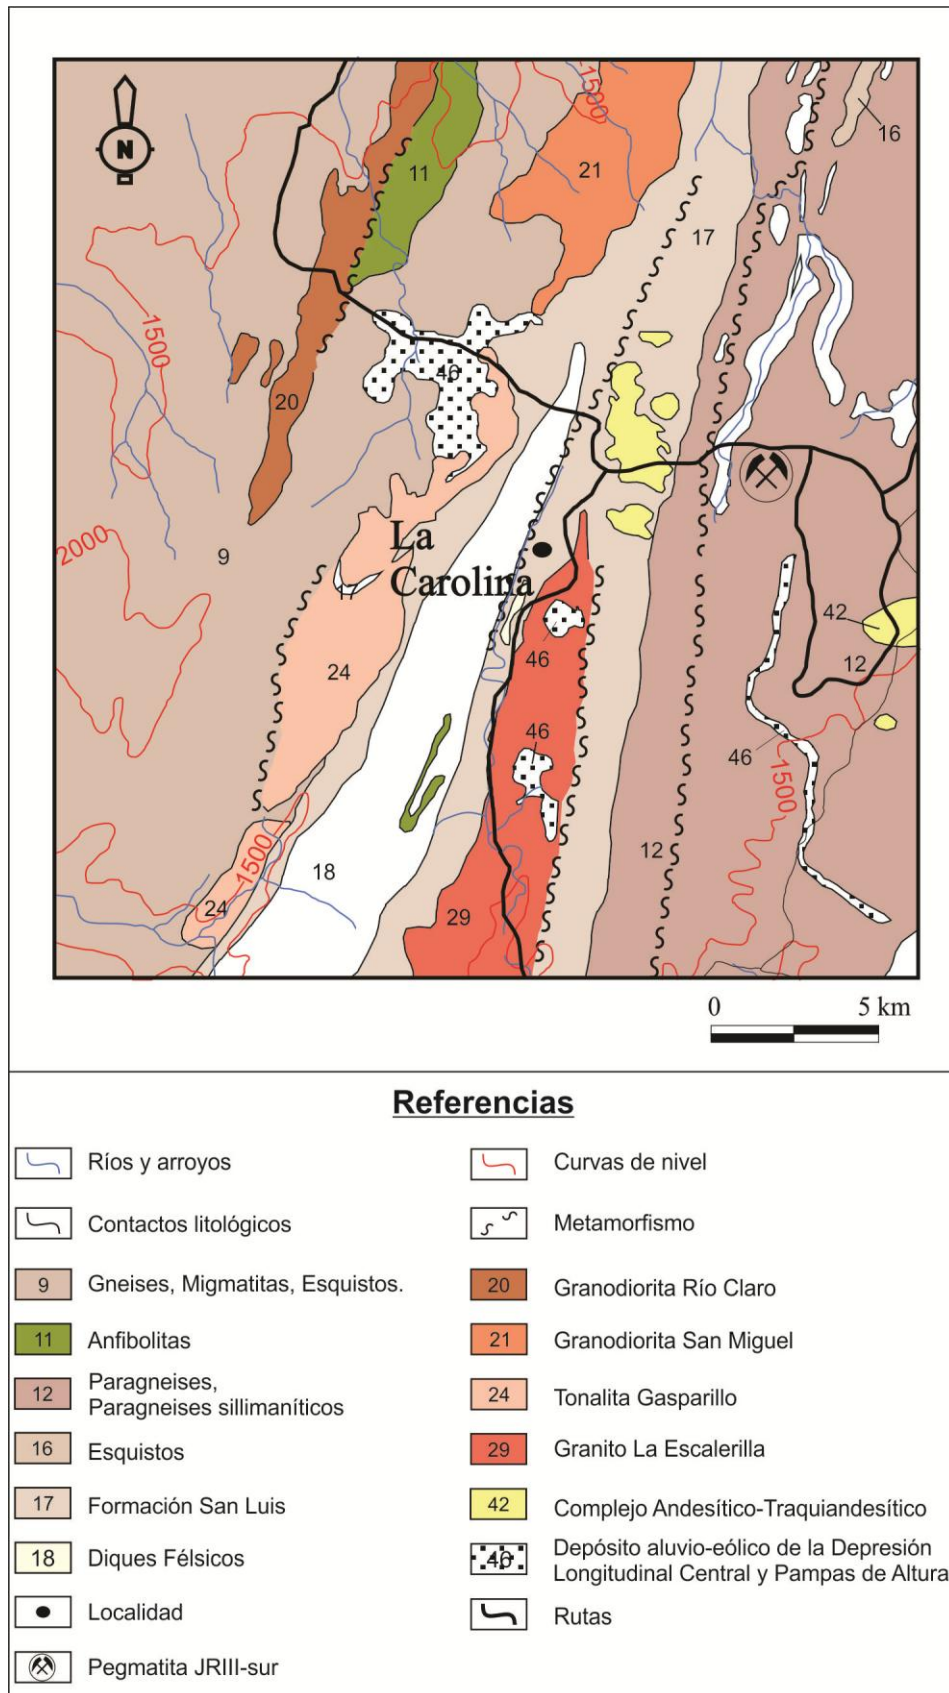 N
1500
16
11
21
17
1500
46
20
2000
9
La
Carolina
17
42
46
24
12
46
46
1500
1500
18
12
24
29
0 5 km
Referencias
Ríos y arroyos
Curvas de nivel
Contactos litológicos
Metamorfismo
9 Gneises, Migmatitas, Esquistos.
20 Granodiorita Río Claro
11 Anfibolitas
21 Granodiorita San Miguel
12 Paragneises,
Paragneises sillimaníticos
24 Tonalita Gasparillo
16 Esquistos
29 Granito La Escalerilla
17 Formación San Luis
42 Complejo Andesítico-Traquiandesítico
18 Diques Félsicos
46 Depósito aluvio-eólico de la Depresión
Longitudinal Central y Pampas de Altura
Localidad
Rutas
Pegmatita JRIII-sur